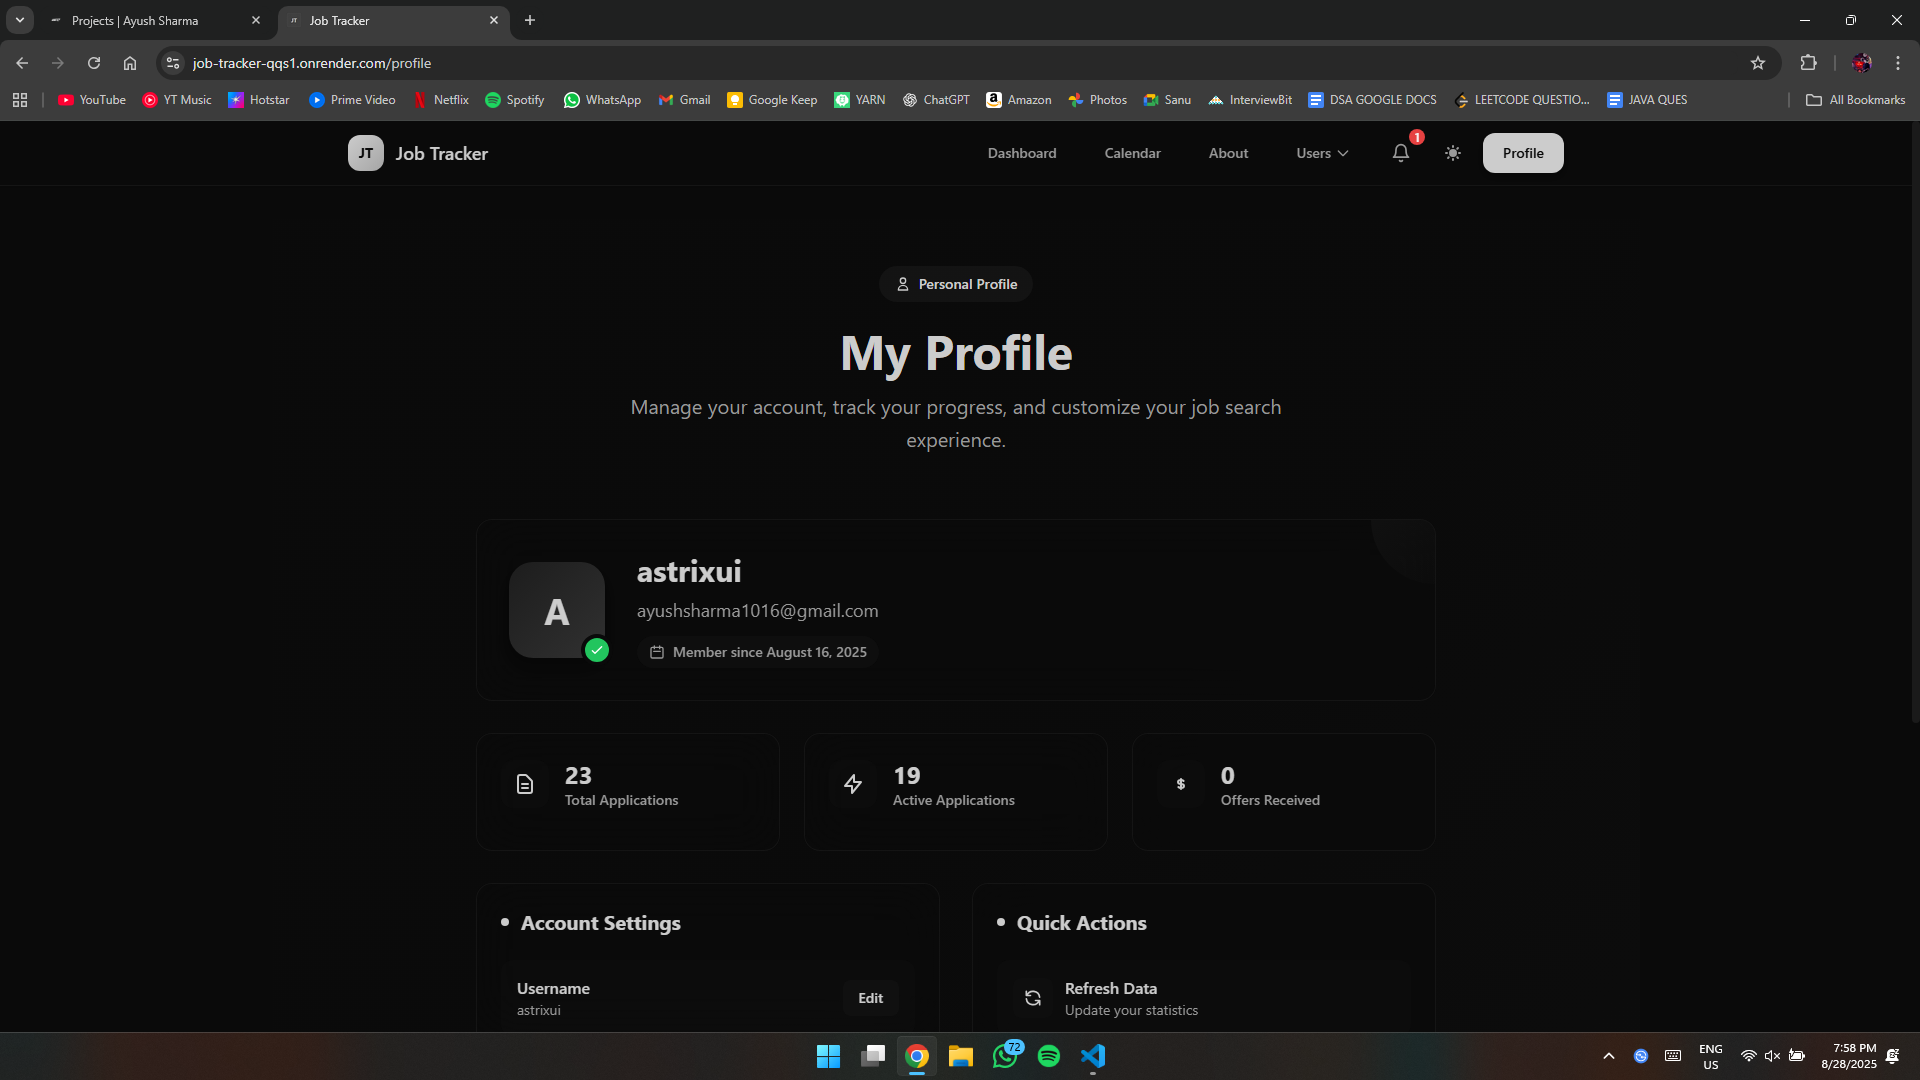 Projects | Ayush Sharma
JT
Job Tracker
job-tracker-qqs1.onrender.com/profile
YouTube
YT Music
Hotstar
Prime Video
Netflix
Spotify
WhatsApp
Gmail
Google Keep
YARN
ChatGPT
Amazon
Photos
Sanu
InterviewBit
DSA GOOGLE DOCS
LEETCODE QUESTIO...
JAVA QUES
All Bookmarks
JT
Job Tracker
Dashboard
Calendar
About
Users
1
Profile
Personal Profile
My Profile
Manage your account, track your progress, and customize your job search
experience.
A
astrixui
ayushsharma1016@gmail.com
Member since August 16, 2025
23
Total Applications
19
Active Applications
$
0
Offers Received
Account Settings
Username
astrixui
Edit
Quick Actions
Refresh Data
Update your statistics
72
ENG
US
7:58 PM
8/28/2025